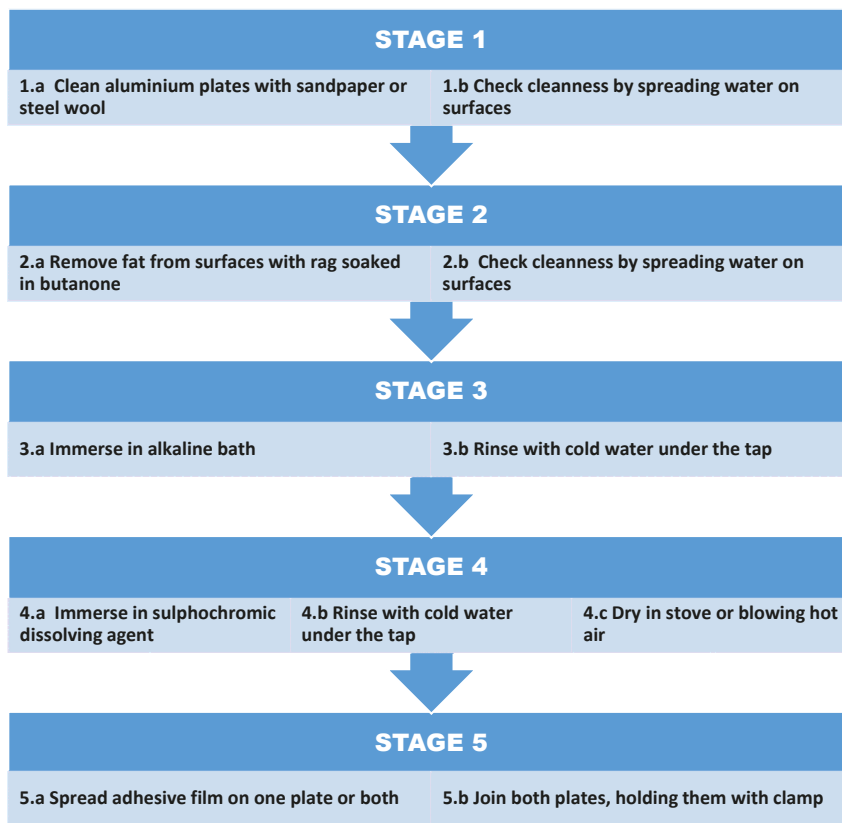 STAGE 1
1.a Clean aluminium plates with sandpaper or
steel wool
1.b Check cleanness by spreading water on
surfaces
STAGE 2
2.a Remove fat from surfaces with rag soaked
in butanone
2.b Check cleanness by spreading water on
surfaces
STAGE 3
3.a Immerse in alkaline bath
3.b Rinse with cold water under the tap
STAGE 4
4.a Immerse in sulphochromic
dissolving agent
4.b Rinse with cold water
under the tap
4.c Dry in stove or blowing hot
air
STAGE 5
5.a Spread adhesive film on one plate or both
5.b Join both plates, holding them with clamp